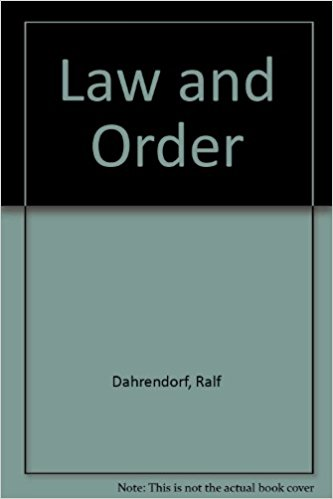 Law and
Order
Dahrendorf, Ralf
Note: This is not the actual book cover